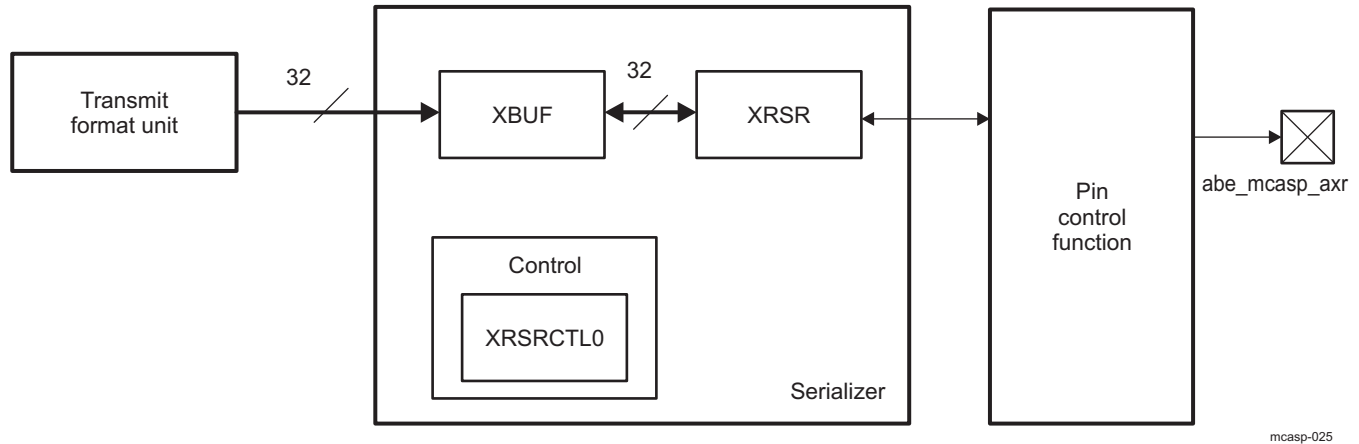 Transmit
format unit
32
XBUF
32
XRSR
Control
XRSRCTL0
Serializer
Pin
control
function
abe_mcasp_axr
mcasp-025